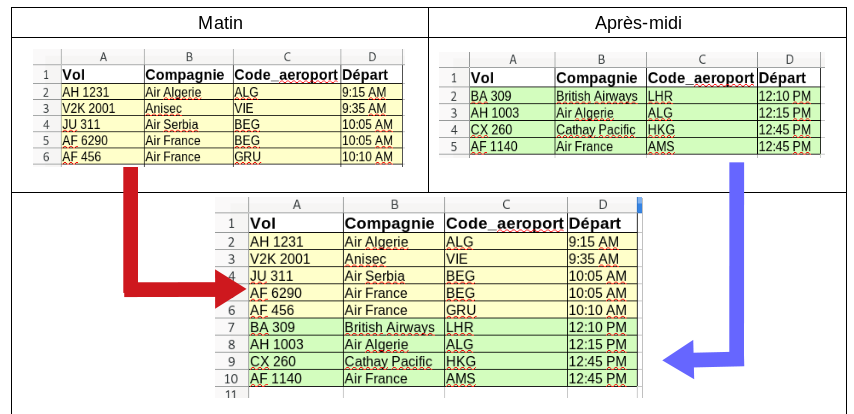 Matin Après-midi
A B C D
1 Vol Compagnie Code_aeroport Départ
2 AH 1231 Air Algerie ALG 9:15 AM
3 V2K 2001 Anisec VIE 9:35 AM
4 JU 311 Air Serbia BEG 10:05 AM
5 AF 6290 Air France BEG 10:05 AM
6 AF 456 Air France GRU 10:10 AM
A B C D
1 Vol Compagnie Code_aeroport Départ
2 BA 309 British Airways LHR 12:10 PM
3 AH 1003 Air Algerie ALG 12:15 PM
4 CX 260 Cathay Pacific HKG 12:45 PM
5 AF 1140 Air France AMS 12:45 PM
A B C D
1 Vol Compagnie Code_aeroport Départ
2 AH 1231 Air Algerie ALG 9:15 AM
3 V2K 2001 Anisec VIE 9:35 AM
4 JU 311 Air Serbia BEG 10:05 AM
AF 6290 Air France BEG 10:05 AM
6 AF 456 Air France GRU 10:10 AM
7 BA 309 British Airways LHR 12:10 PM
8 AH 1003 Air Algerie ALG 12:15 PM
9 CX 260 Cathay Pacific HKG 12:45 PM
10 AF 1140 Air France AMS 12:45 PM
11